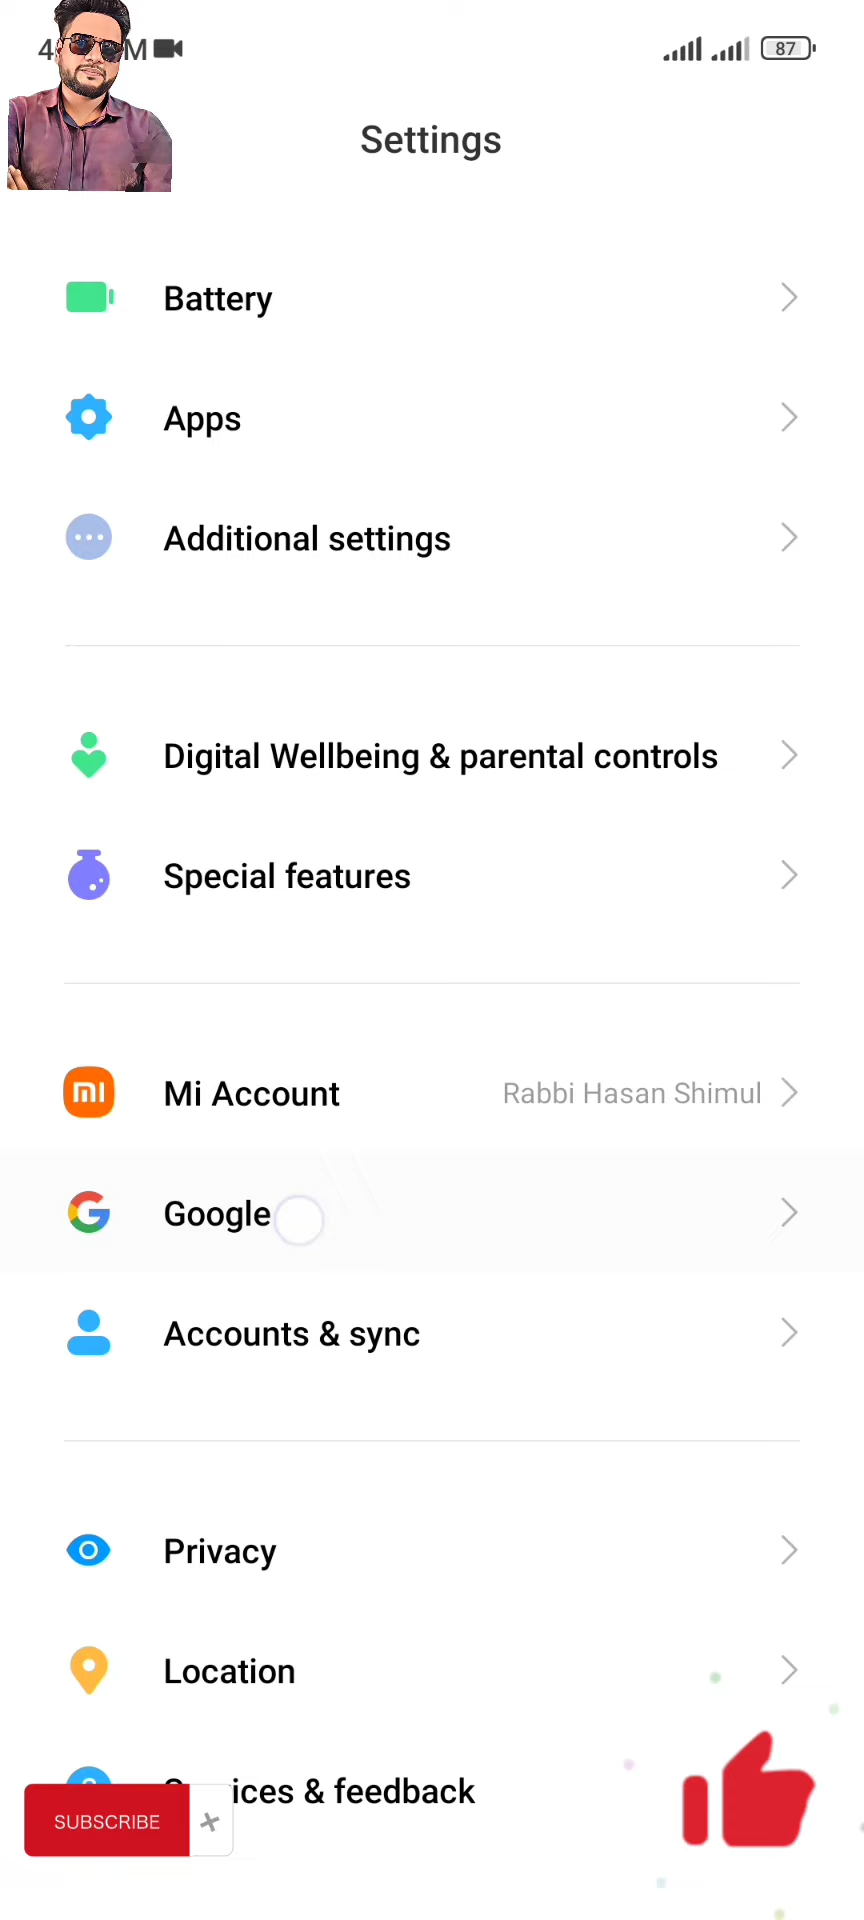 87
Settings
Battery
Apps
Additional settings
Digital Wellbeing & parental controls
Special features
mi Mi Account Rabbi Hasan Shimul
G Google
Accounts & sync
Privacy
Location
& feedback
SUBSCRIBE